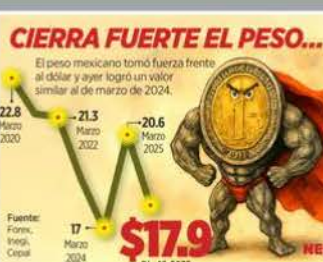 CIERRA FUERTE EL PESO...
El peso mexicano tomó fuerza frente
al dólar y ayer logró un valor
similar al de marzo de 2024.
22.8
Marzo
2020
21.3
Marzo
2022
20.6
Marzo
2025
17
Marzo
2024
$17.9
Fuente:
Forex,
Inegi,
Cepal
NE